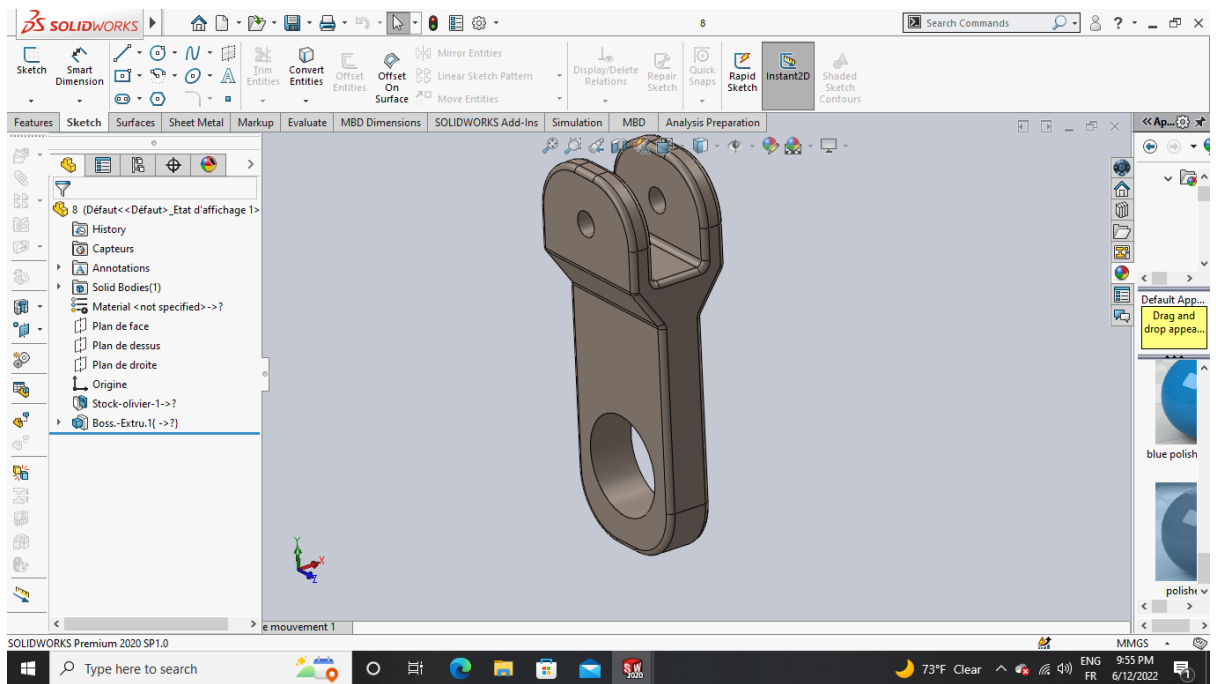 SOLIDWORKS
8
Search Commands
Sketch
Smart Dimension
Trim Entities
Convert Entities
Offset Entities
Offset On Surface
Mirror Entities
Linear Sketch Pattern
Move Entities
Display/Delete Relations
Repair Sketch
Quick Snaps
Rapid Sketch
Instant2D
Shaded Sketch Contours
Features Sketch Surfaces Sheet Metal Markup Evaluate MBD Dimensions SOLIDWORKS Add-Ins Simulation MBD Analysis Preparation
Ap...
8 (Défaut<<Défaut>_Etat d'affichage 1>
History
Capteurs
Annotations
Solid Bodies(1)
Material <not specified>->?
Plan de face
Plan de dessus
Plan de droite
Origine
Stock-olivier-1->?
Boss.-Extru.1{ ->?}
Default App...
Drag and
drop appea...
blue polish
polishe
Y
X
Z
e mouvement 1
SOLIDWORKS Premium 2020 SP1.0
MMGS
Type here to search
SW
2020
73°F Clear
ENG
FR
9:55 PM
6/12/2022
1